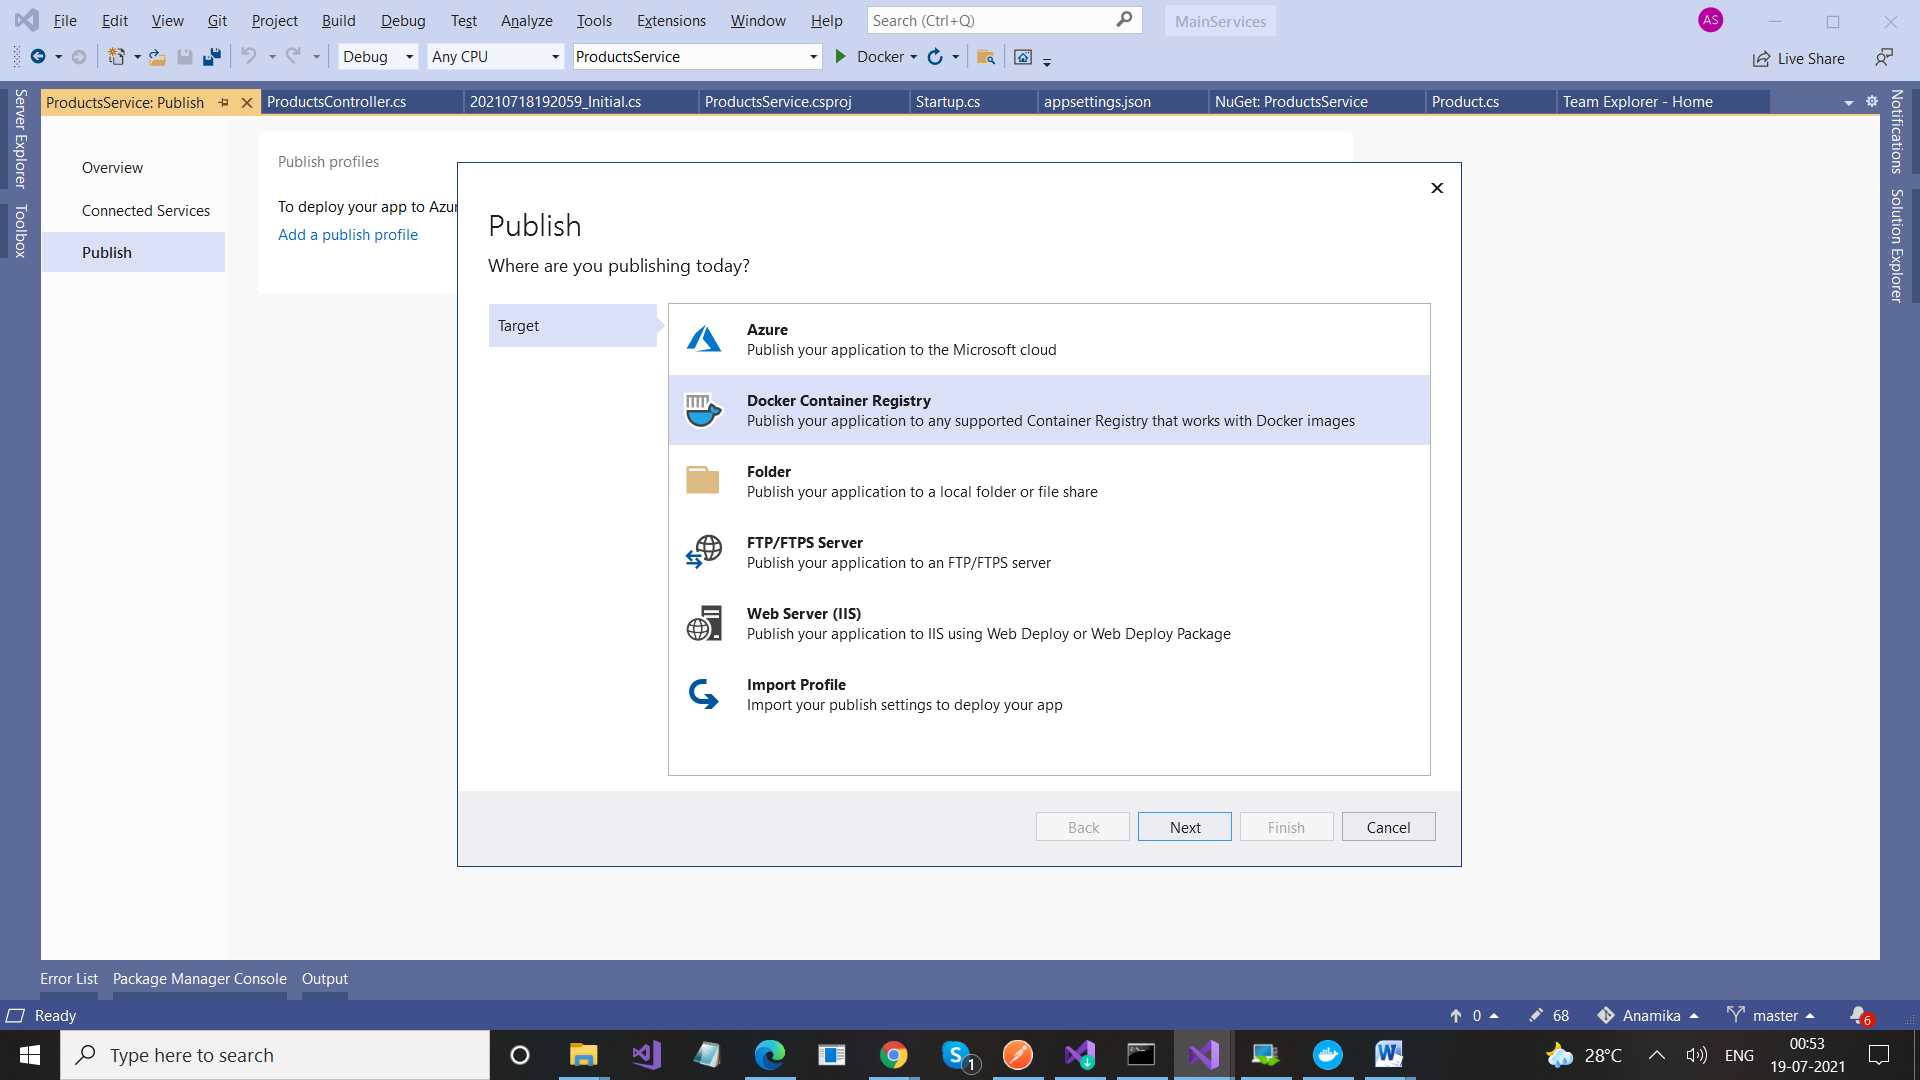 File Edit View Git Project Build Debug Test Analyze Tools Extensions Window Help Search (Ctrl+Q) MainServices AS
Debug Any CPU ProductsService Docker Live Share
ProductsService: Publish ProductsController.cs 20210718192059_Initial.cs ProductsService.csproj Startup.cs appsettings.json NuGet: ProductsService Product.cs Team Explorer - Home
Server Explorer
Toolbox
Notifications
Solution Explorer
Overview
Connected Services
Publish
Publish profiles
To deploy your app to Azur
Add a publish profile
Publish
Where are you publishing today?
Target
Azure
Publish your application to the Microsoft cloud
Docker Container Registry
Publish your application to any supported Container Registry that works with Docker images
Folder
Publish your application to a local folder or file share
FTP/FTPS Server
Publish your application to an FTP/FTPS server
Web Server (IIS)
Publish your application to IIS using Web Deploy or Web Deploy Package
Import Profile
Import your publish settings to deploy your app
Back Next Finish Cancel
Error List Package Manager Console Output
Ready 0 68 Anamika master 6
Type here to search 1 28°C ENG 00:53
19-07-2021